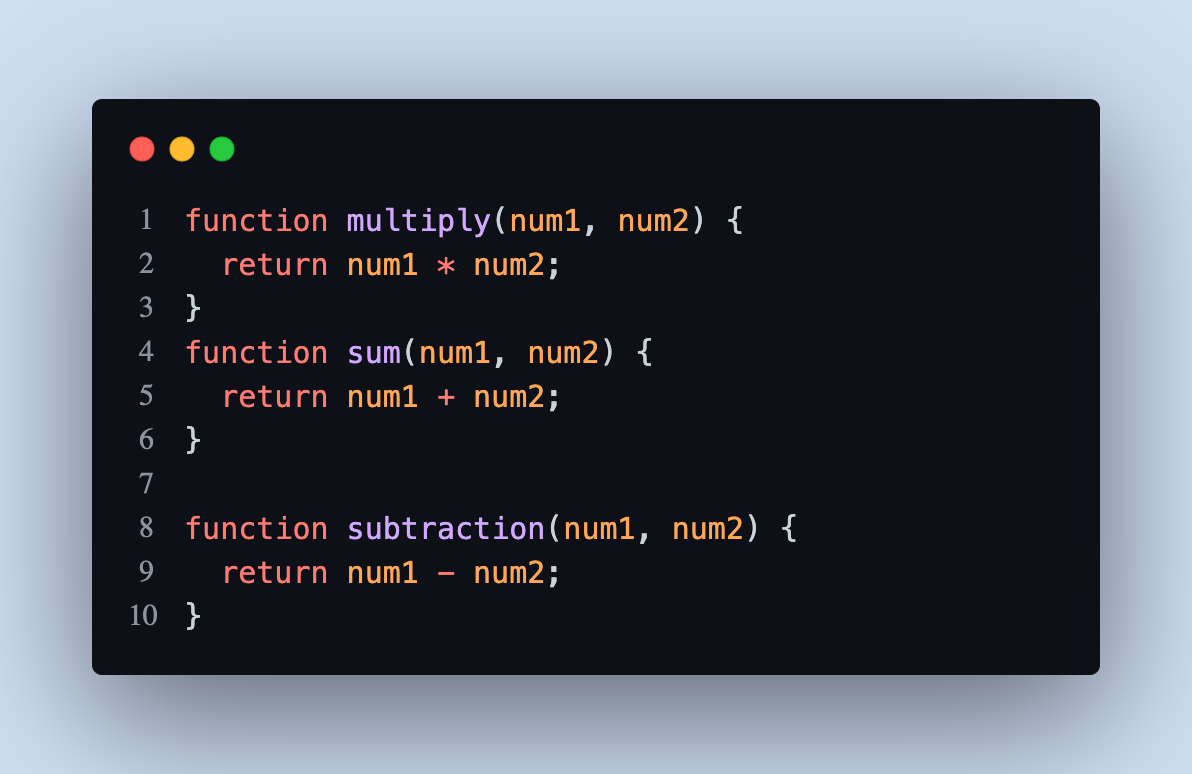 1 function multiply(num1, num2) {
2   return num1 * num2;
3 }
4 function sum(num1, num2) {
5   return num1 + num2;
6 }
7
8 function subtraction(num1, num2) {
9   return num1 - num2;
10 }